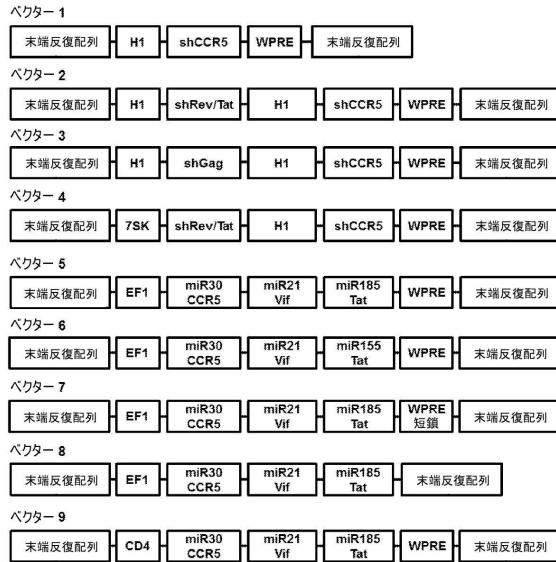 ベクター 1
末端反復配列 H1 shCCR5 WPRE 末端反復配列
ベクター 2
末端反復配列 H1 shRev/Tat H1 shCCR5 WPRE 末端反復配列
ベクター 3
末端反復配列 H1 shGag H1 shCCR5 WPRE 末端反復配列
ベクター 4
末端反復配列 7SK shRev/Tat H1 shCCR5 WPRE 末端反復配列
ベクター 5
末端反復配列 EF1 miR30 CCR5 miR21 Vif miR185 Tat WPRE 末端反復配列
ベクター 6
末端反復配列 EF1 miR30 CCR5 miR21 Vif miR155 Tat WPRE 末端反復配列
ベクター 7
末端反復配列 EF1 miR30 CCR5 miR21 Vif miR185 Tat WPRE 短鎖 末端反復配列
ベクター 8
末端反復配列 EF1 miR30 CCR5 miR21 Vif miR185 Tat 末端反復配列
ベクター 9
末端反復配列 CD4 miR30 CCR5 miR21 Vif miR185 Tat WPRE 末端反復配列